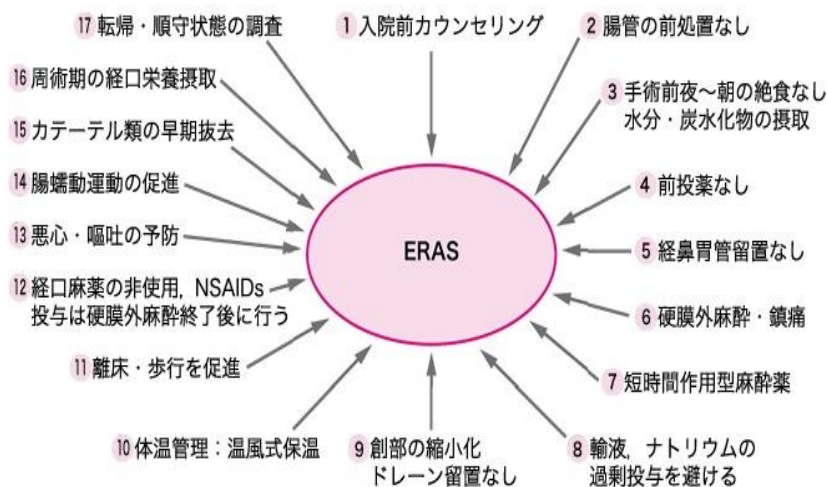 17 転帰・順守状態の調査
1 入院前カウンセリング
2 腸管の前処置なし
16 周術期の経口栄養摂取
3 手術前夜〜朝の絶食なし
水分・炭水化物の摂取
15 カテーテル類の早期抜去
14 腸蠕動運動の促進
4 前投薬なし
13 悪心・嘔吐の予防
ERAS
5 経鼻胃管留置なし
12 経口麻薬の非使用，NSAIDs
投与は硬膜外麻酔終了後に行う
6 硬膜外麻酔・鎮痛
11 離床・歩行を促進
7 短時間作用型麻酔薬
10 体温管理：温風式保温
9 創部の縮小化
ドレーン留置なし
8 輸液，ナトリウムの
過剰投与を避ける